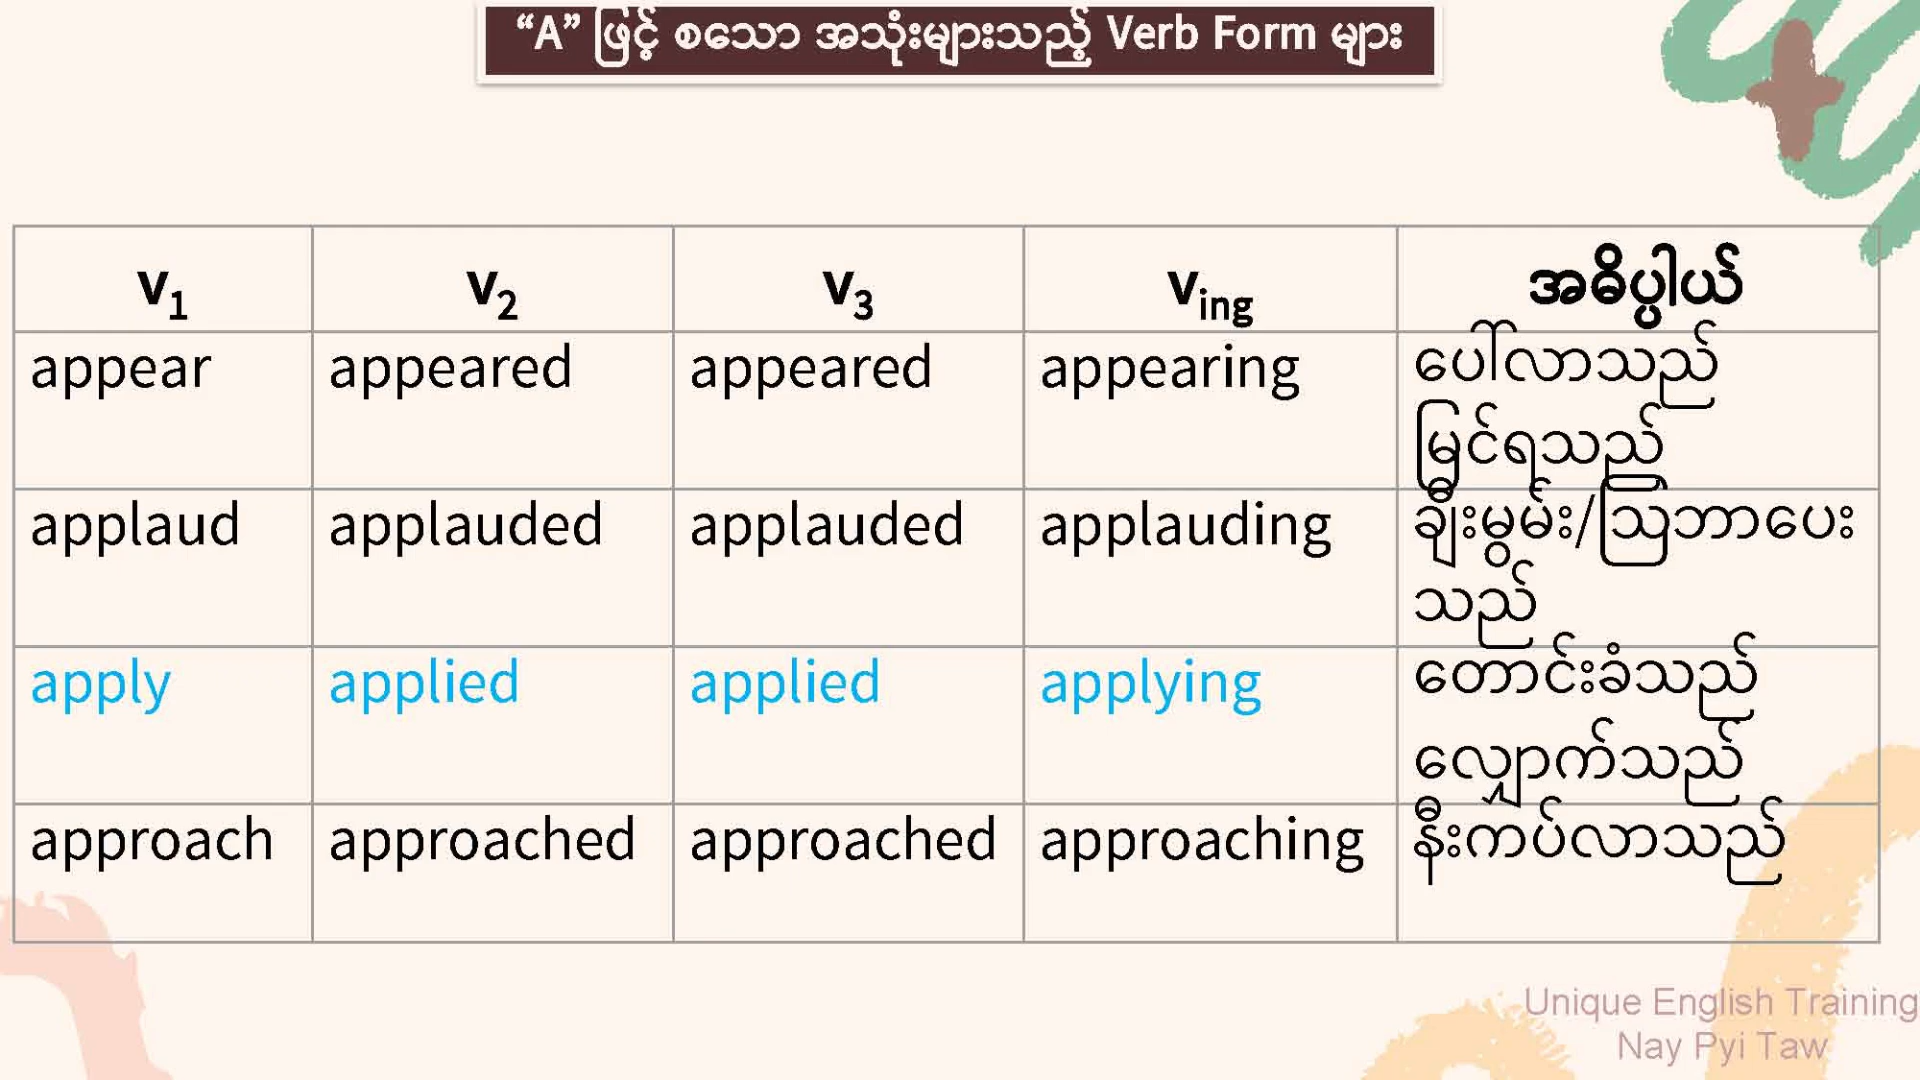 “A” ဖြင့် စသော အသုံးများသည့် Verb Form များ
v1 v2 v3 ving အဓိပ္ပါယ်
appear appeared appeared appearing ပေါ်လာသည်
မြင်ရသည်
applaud applauded applauded applauding ချီးမွမ်း/ဩဘာပေး
သည်
apply applied applied applying တောင်းခံသည်
လျှောက်သည်
approach approached approached approaching နီးကပ်လာသည်
Unique English Training
Nay Pyi Taw